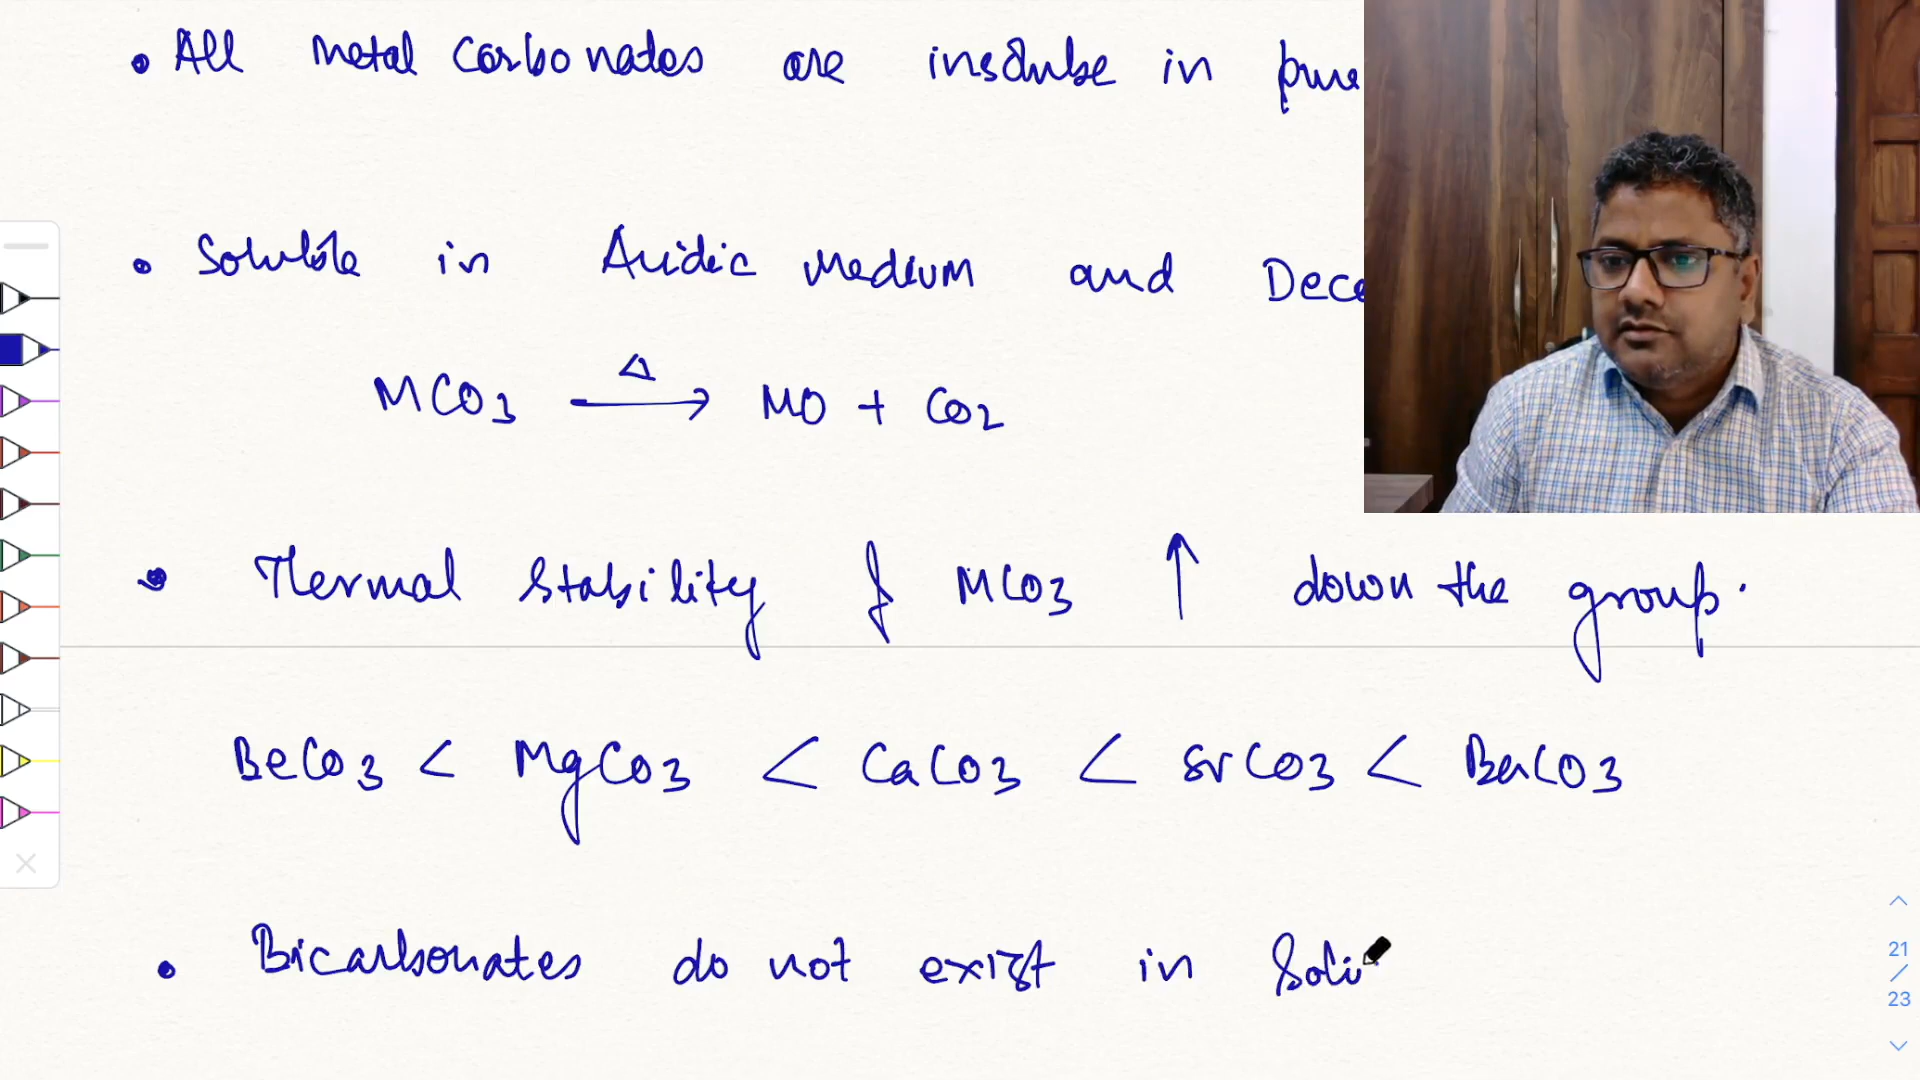 • All metal Carbonates are insoluble in pure
• Soluble in Acidic medium and Deco
MCO3 Δ→ MO + CO2
• Thermal Stability of MCO3 ↑ down the group.
BeCO3 < MgCO3 < CaCO3 < SrCO3 < BaCO3
• Bicarbonates do not exist in Soli
21
/
23